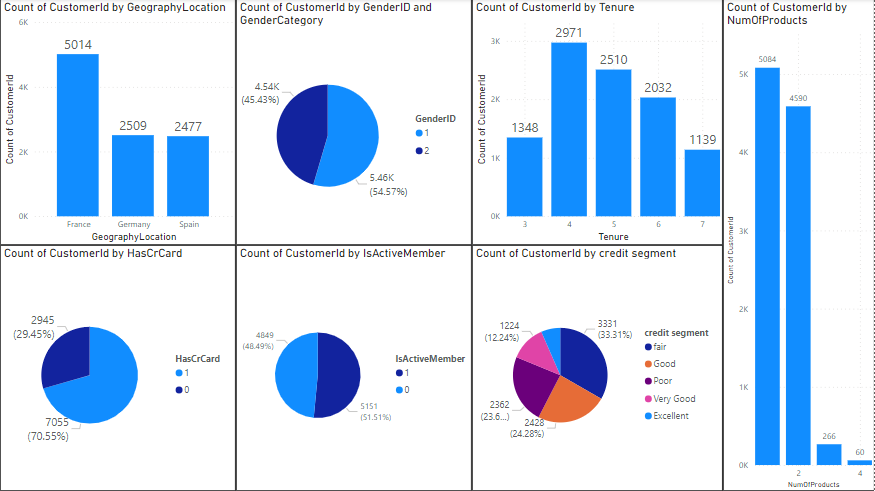 Count of CustomerId by GeographyLocation
Count of CustomerId
6K
4K
2K
0K
5014
2509
2477
France
Germany
Spain
GeographyLocation
Count of CustomerId by GenderID and
GenderCategory
4.54K
(45.43%)
5.46K
(54.57%)
GenderID
1
2
Count of CustomerId by Tenure
Count of CustomerId
3K
2K
1K
0K
1348
2971
2510
2032
1139
3
4
5
6
7
Tenure
Count of CustomerId by
NumOfProducts
Count of CustomerId
5K
4K
3K
2K
1K
0K
5084
4590
266
60
2
4
NumOfProducts
Count of CustomerId by HasCrCard
2945
(29.45%)
7055
(70.55%)
HasCrCard
1
0
Count of CustomerId by IsActiveMember
4849
(48.49%)
5151
(51.51%)
IsActiveMember
1
0
Count of CustomerId by credit segment
1224
(12.24%)
3331
(33.31%)
2362
(23.6...)
2428
(24.28%)
credit segment
fair
Good
Poor
Very Good
Excellent